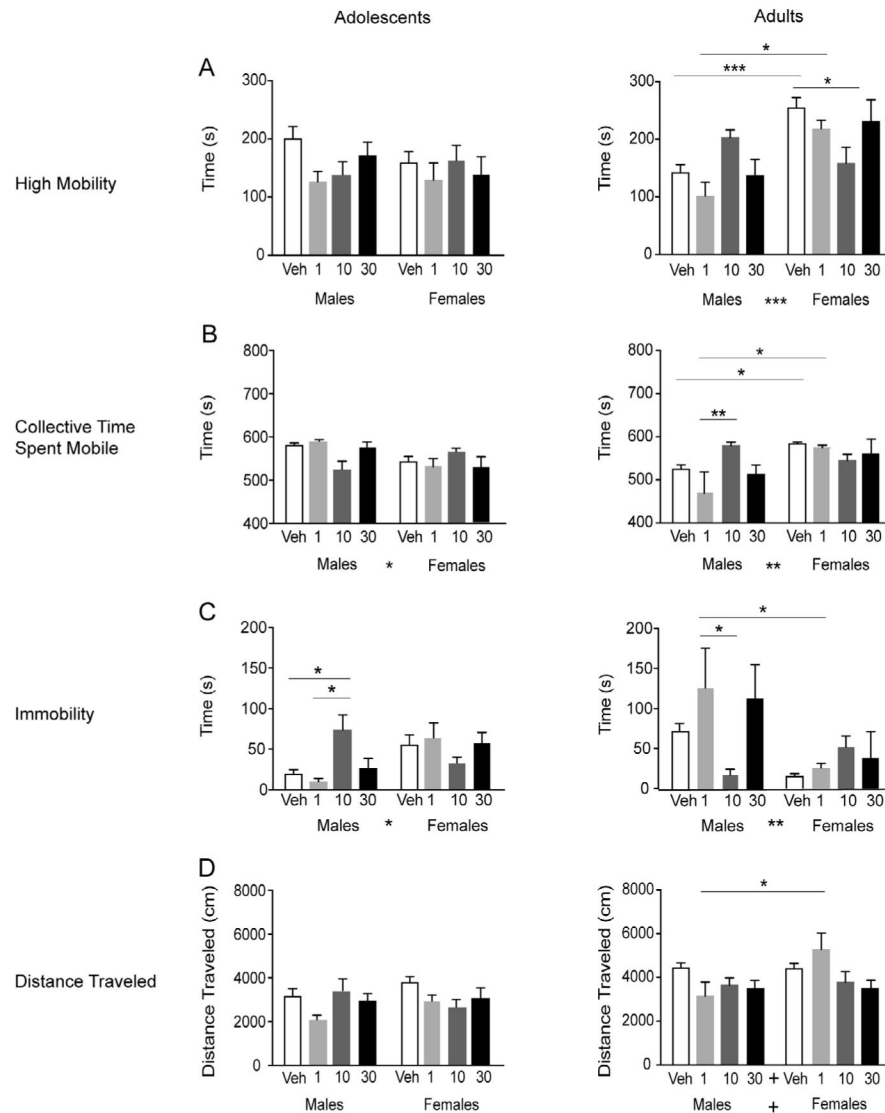 Adolescents
Adults
A
High Mobility
Time (s)
300
200
100
0
Veh 1 10 30 Veh 1 10 30
Males Females
Time (s)
300
200
100
0
*
***
*
Veh 1 10 30 Veh 1 10 30
Males *** Females
B
Collective Time
Spent Mobile
Time (s)
800
700
600
500
400
Veh 1 10 30 Veh 1 10 30
Males * Females
Time (s)
800
700
600
500
400
*
*
**
Veh 1 10 30 Veh 1 10 30
Males ** Females
C
Immobility
Time (s)
200
150
100
50
0
*
*
Veh 1 10 30 Veh 1 10 30
Males * Females
Time (s)
200
150
100
50
0
*
*
Veh 1 10 30 Veh 1 10 30
Males ** Females
D
Distance Traveled
Distance Traveled (cm)
8000
6000
4000
2000
0
Veh 1 10 30 Veh 1 10 30
Males Females
Distance Traveled (cm)
8000
6000
4000
2000
0
*
Veh 1 10 30 + Veh 1 10 30
Males + Females